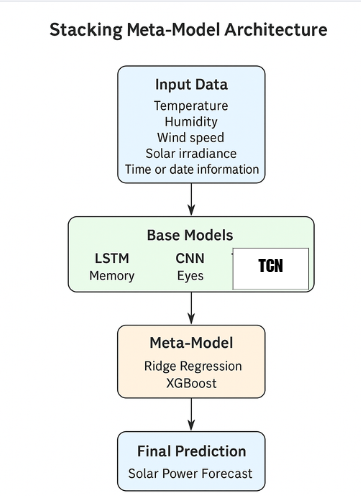 Stacking Meta-Model Architecture
Input Data
Temperature
Humidity
Wind speed
Solar irradiance
Time or date information
Base Models
LSTM CNN TCN
Memory Eyes
Meta-Model
Ridge Regression
XGBoost
Final Prediction
Solar Power Forecast